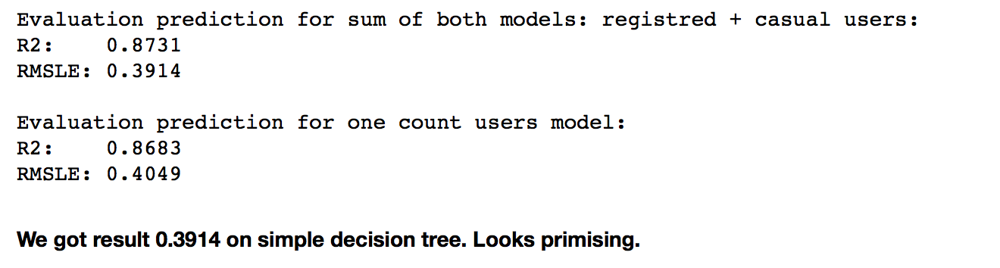 Evaluation prediction for sum of both models: registred + casual users:
R2: 0.8731
RMSLE: 0.3914
Evaluation prediction for one count users model:
R2: 0.8683
RMSLE: 0.4049
We got result 0.3914 on simple decision tree. Looks primising.